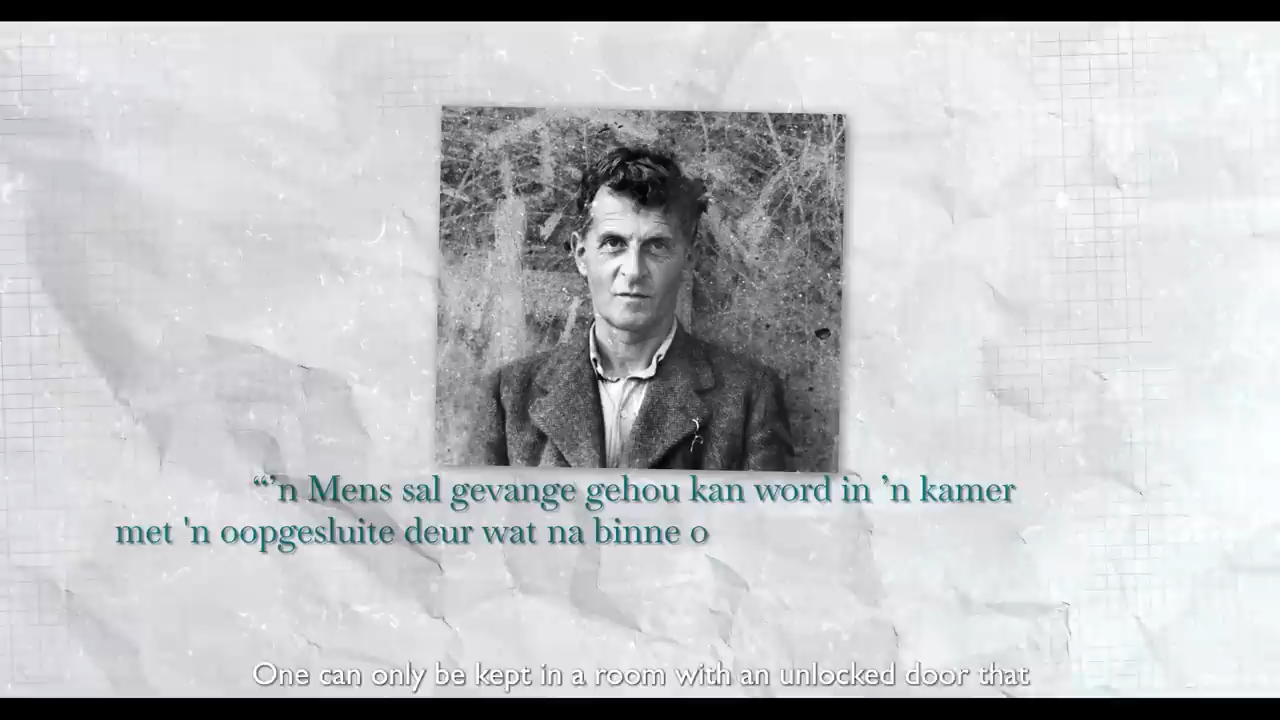 “’n Mens sal gevange gehou kan word in ’n kamer
met 'n oopgesluite deur wat na binne o
One can only be kept in a room with an unlocked door that